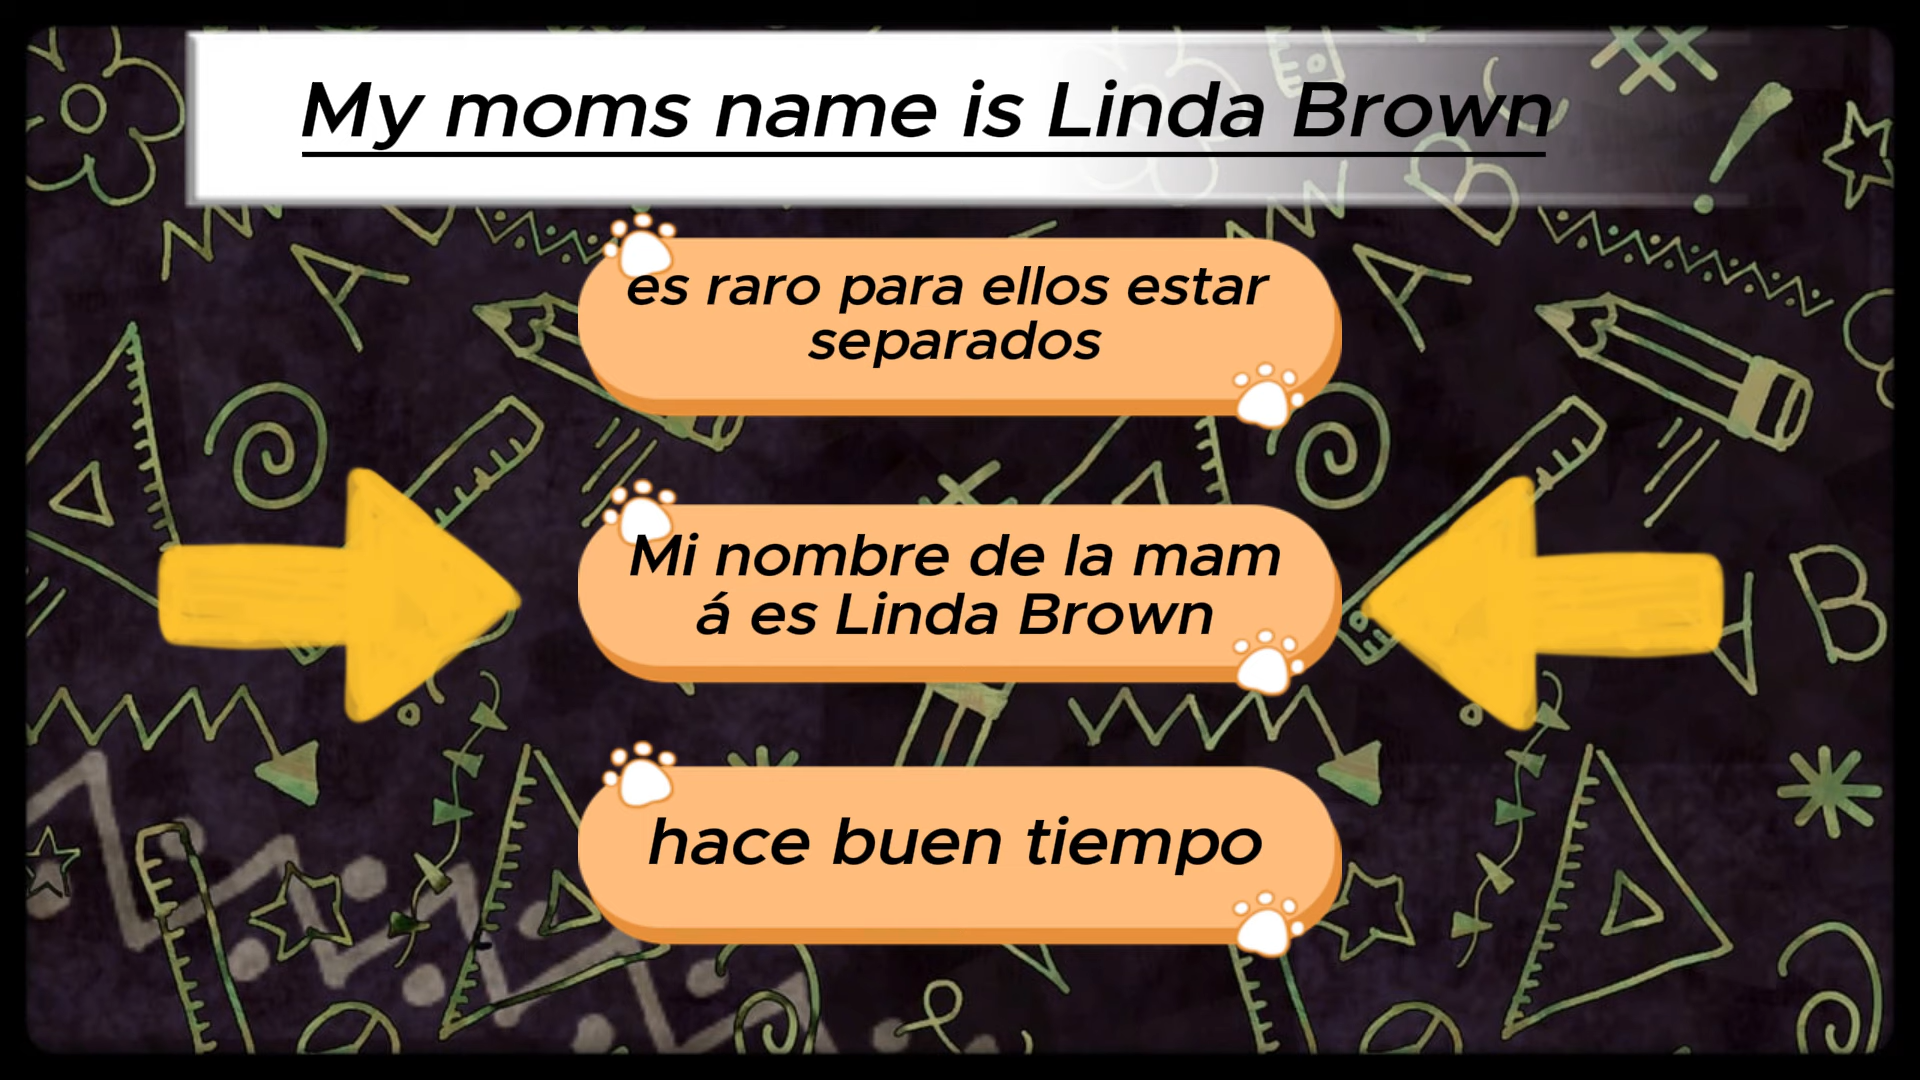 My moms name is Linda Brown
es raro para ellos estar
separados
Mi nombre de la mam
á es Linda Brown
hace buen tiempo